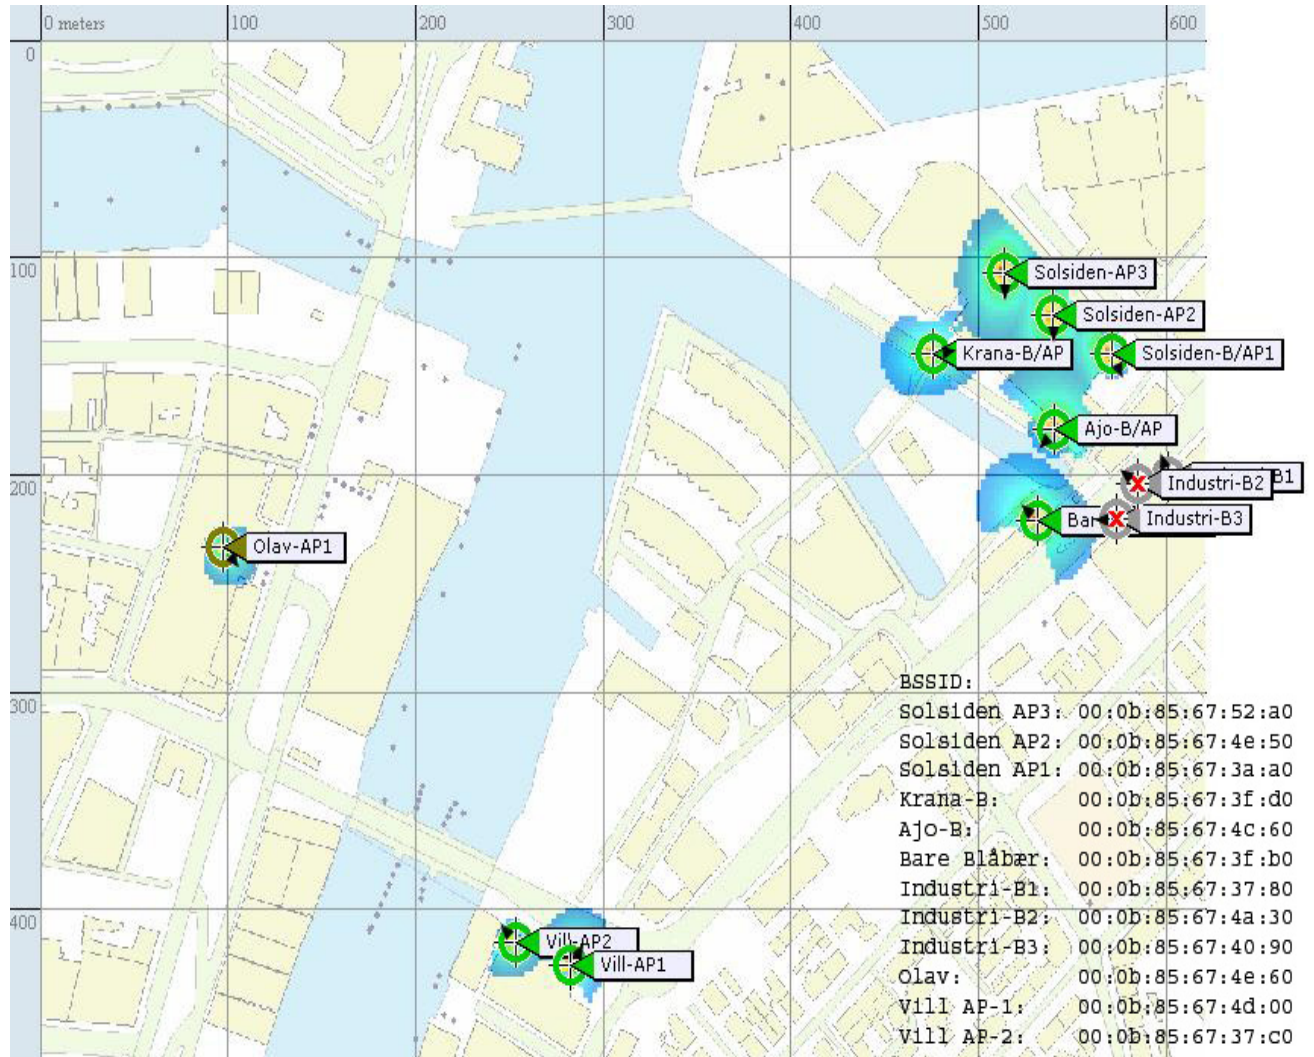 0 meters 100 200 300 400 500 600
0
100
Solsiden-AP3
Solsiden-AP2
Krana-B/AP
Solsiden-B/AP1
Ajo-B/AP
200
Industri-B2
B1
Bar
Industri-B3
Olav-AP1
300
400
Vill-AP2
Vill-AP1
BSSID:
Solsiden AP3: 00:0b:85:67:52:a0
Solsiden AP2: 00:0b:85:67:4e:50
Solsiden AP1: 00:0b:85:67:3a:a0
Krana-B: 00:0b:85:67:3f:d0
Ajo-B: 00:0b:85:67:4c:60
Bare Blåbær: 00:0b:85:67:3f:b0
Industri-B1: 00:0b:85:67:37:80
Industri-B2: 00:0b:85:67:4a:30
Industri-B3: 00:0b:85:67:40:90
Olav: 00:0b:85:67:4e:60
Vill AP-1: 00:0b:85:67:4d:00
Vill AP-2: 00:0b:85:67:37:c0